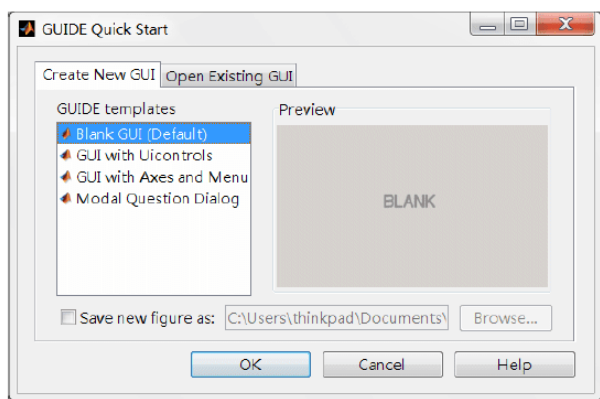 GUIDE Quick Start
Create New GUI
Open Existing GUI
GUIDE templates
Preview
Blank GUI (Default)
GUI with Uicontrols
GUI with Axes and Menu
Modal Question Dialog
BLANK
Save new figure as:
C:\Users\thinkpad\Documents\
Browse...
OK
Cancel
Help